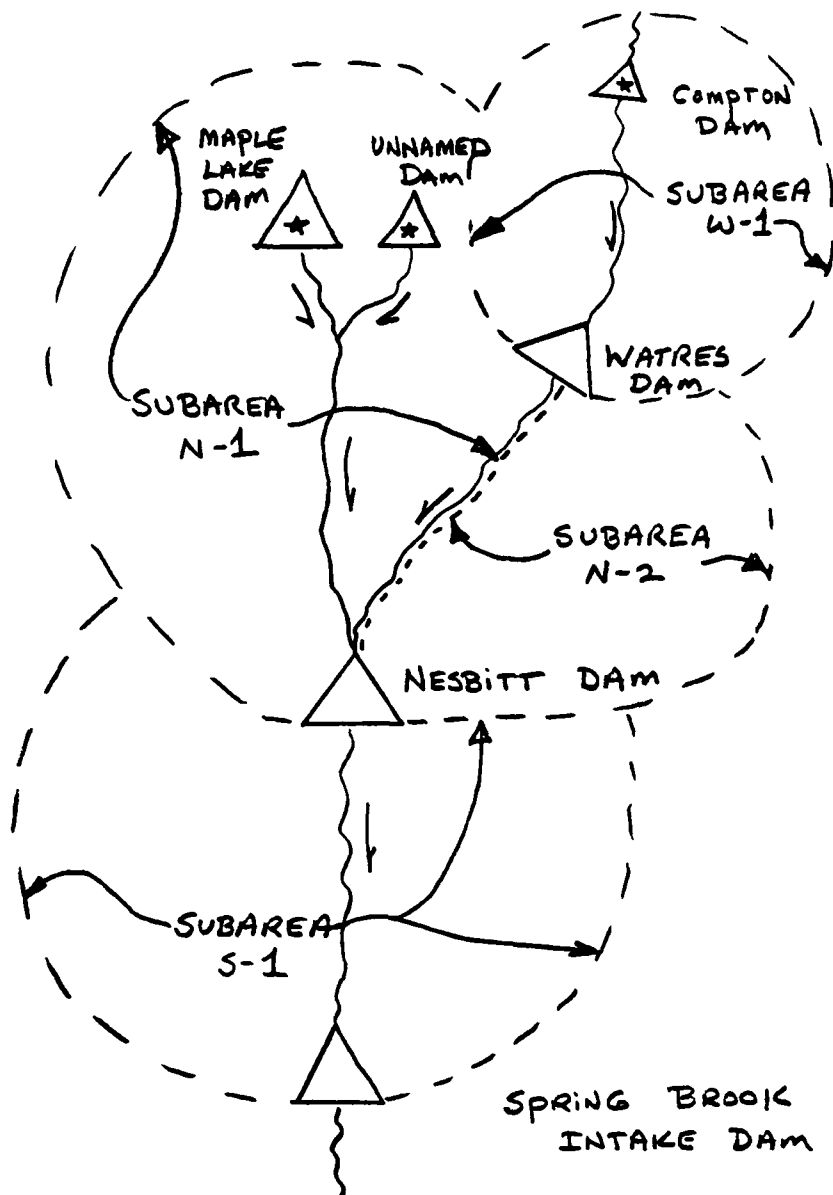 COMPTON
DAM
MAPLE
LAKE
DAM
UNNAMED
DAM
SUBAREA
W-1
WATRES
DAM
SUBAREA
N-1
SUBAREA
N-2
NESBITT DAM
SUBAREA
S-1
SPRING BROOK
INTAKE DAM